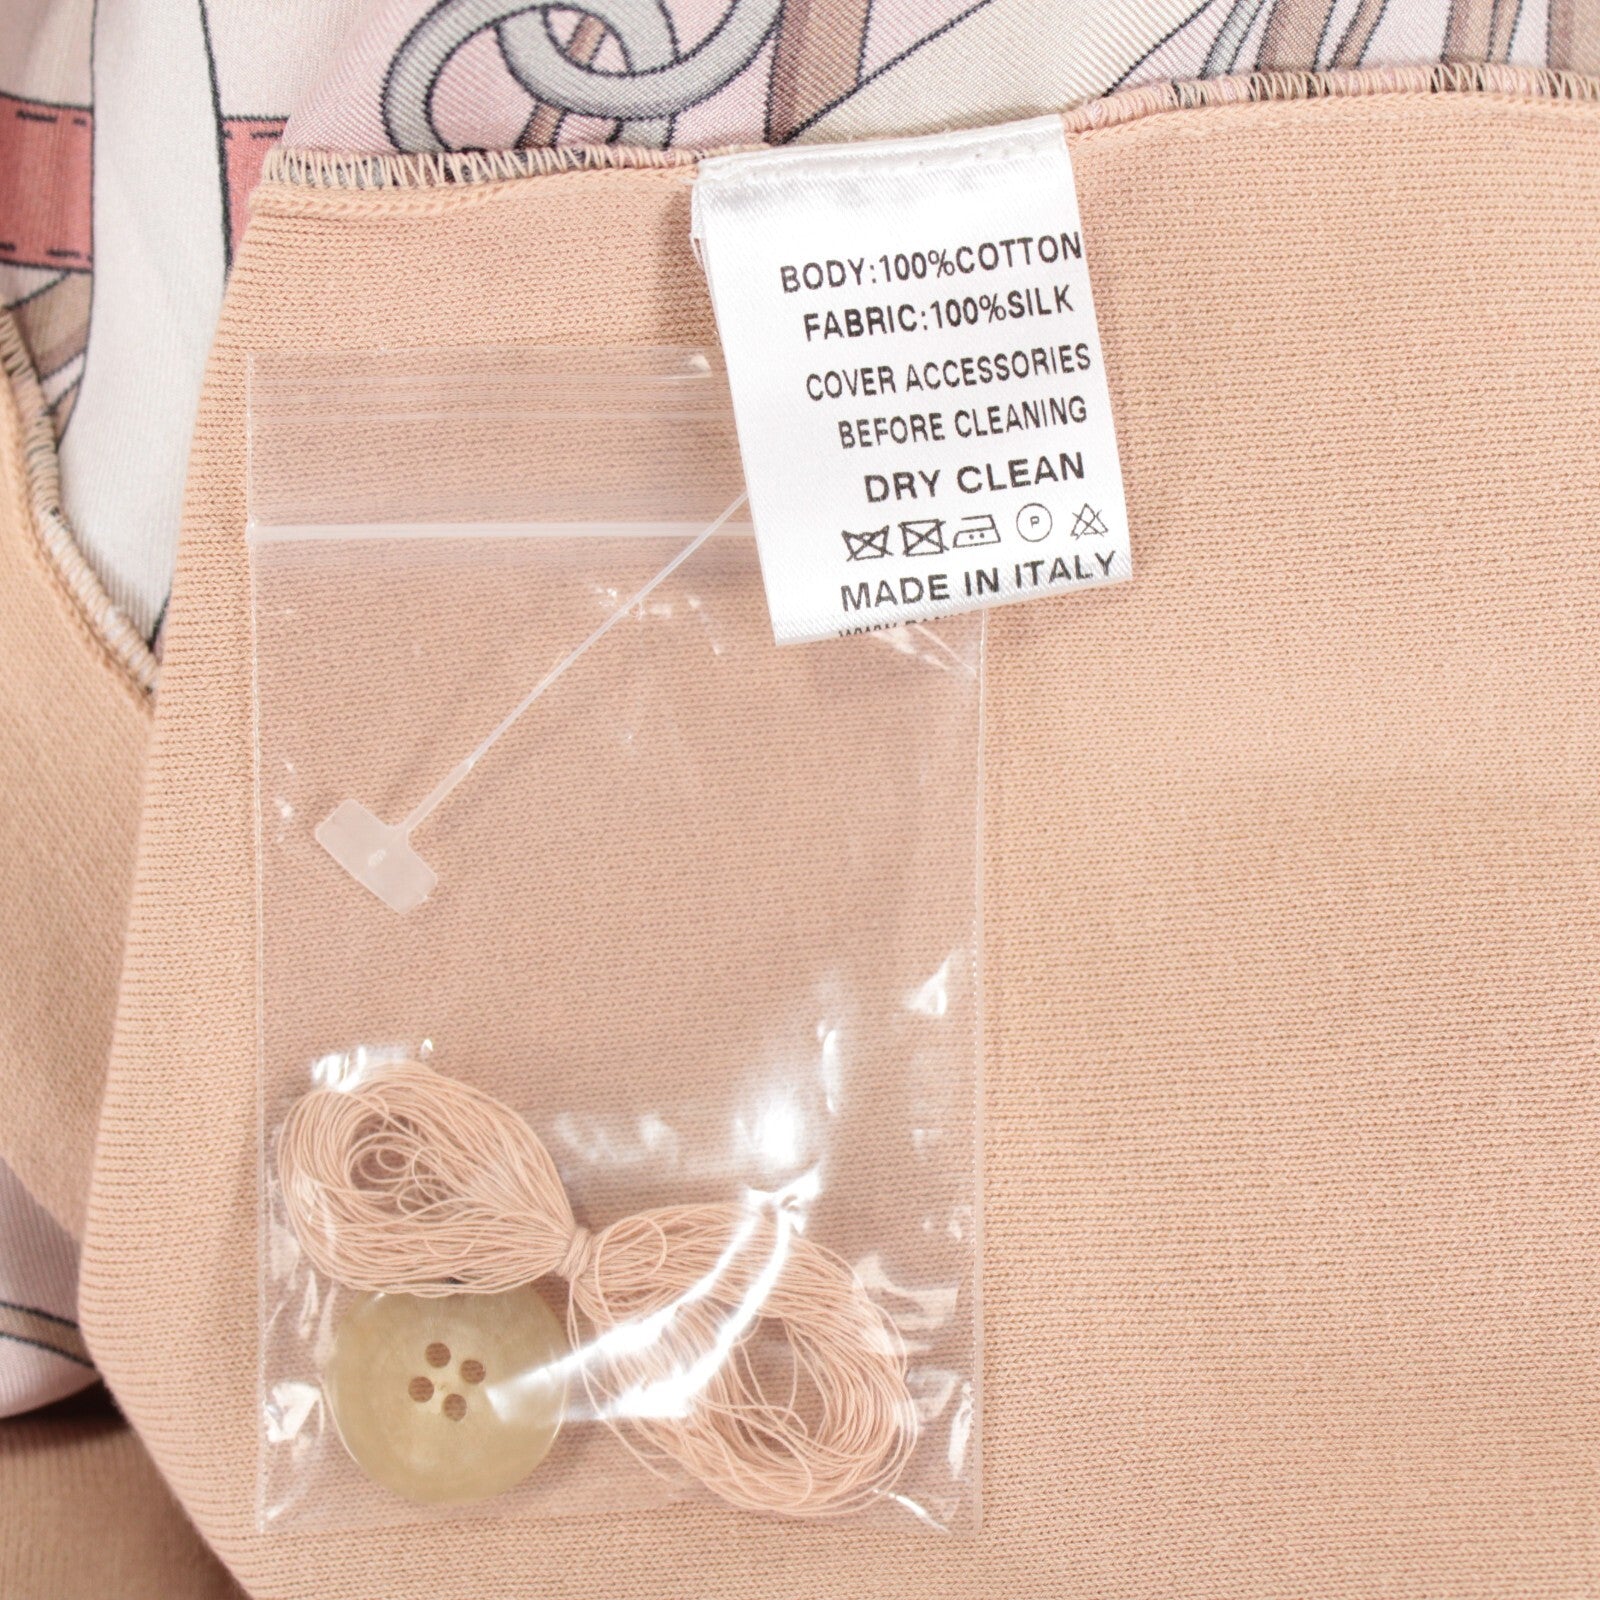 BODY:100%COTTON
FABRIC:100%SILK
COVER ACCESSORIES
BEFORE CLEANING
DRY CLEAN
P
MADE IN ITALY